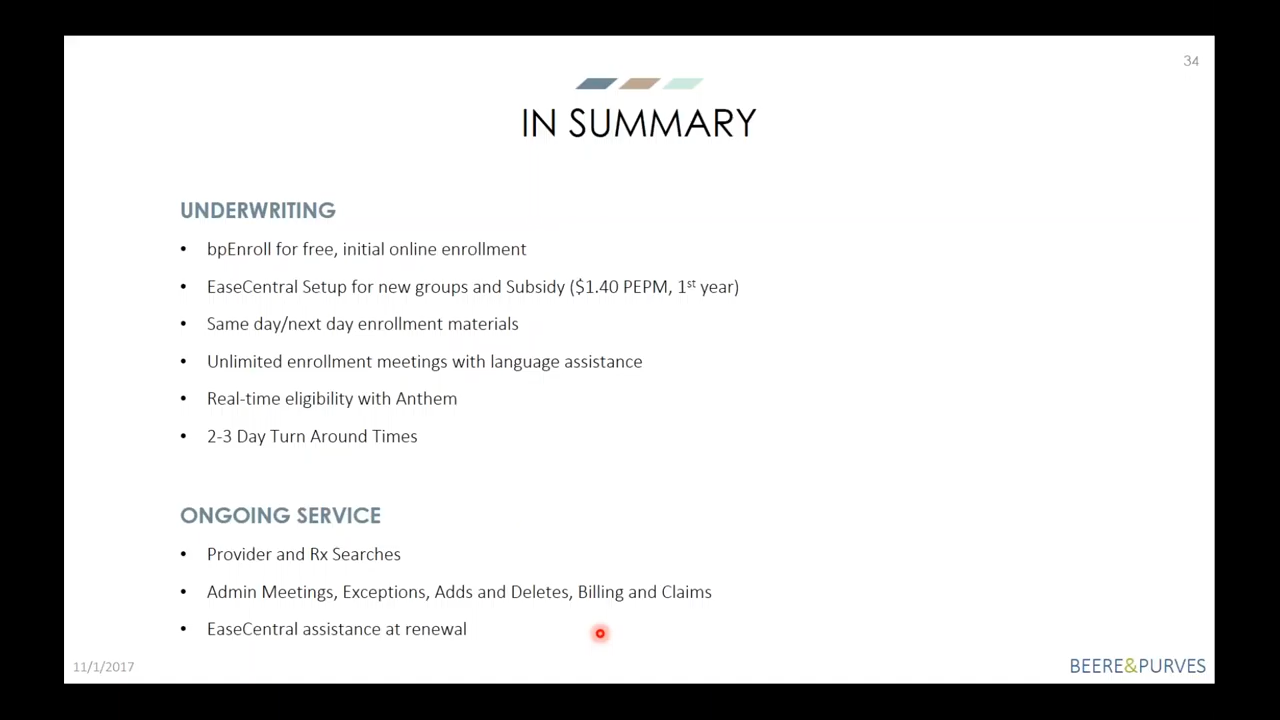 34
IN SUMMARY
UNDERWRITING
• bpEnroll for free, initial online enrollment
• EaseCentral Setup for new groups and Subsidy ($1.40 PEPM, 1st year)
• Same day/next day enrollment materials
• Unlimited enrollment meetings with language assistance
• Real-time eligibility with Anthem
• 2-3 Day Turn Around Times
ONGOING SERVICE
• Provider and Rx Searches
• Admin Meetings, Exceptions, Adds and Deletes, Billing and Claims
• EaseCentral assistance at renewal
11/1/2017
BEERE&PURVES